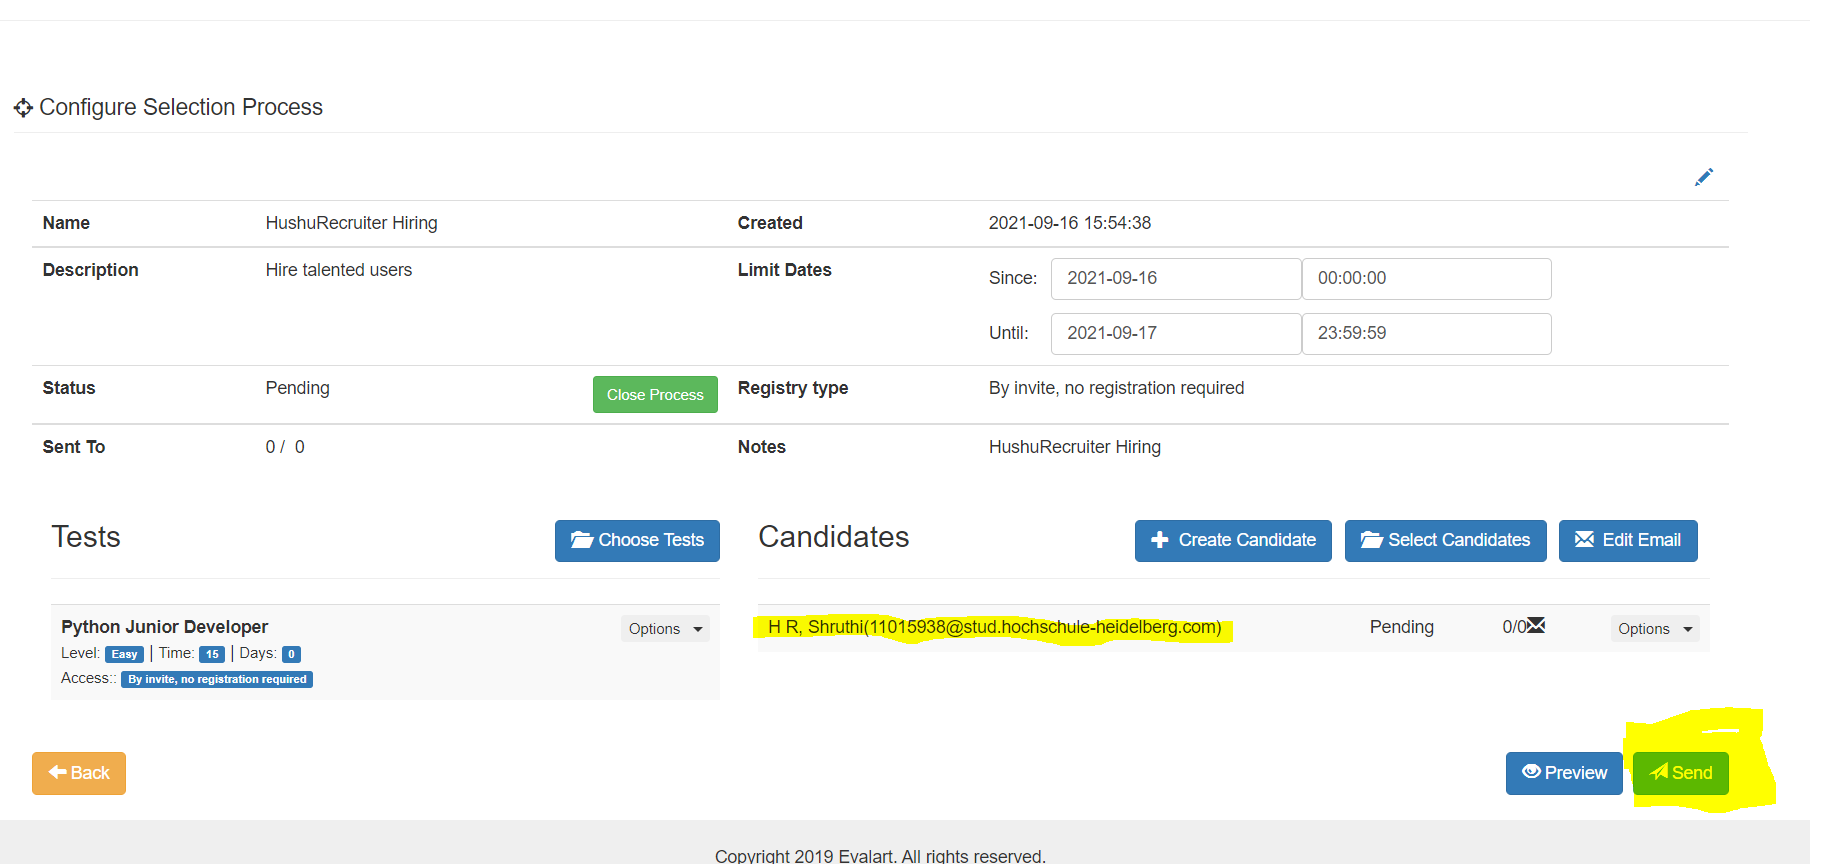 Configure Selection Process
Name HushuRecruiter Hiring Created 2021-09-16 15:54:38
Description Hire talented users Limit Dates Since: 2021-09-16 00:00:00
Until: 2021-09-17 23:59:59
Status Pending Close Process Registry type By invite, no registration required
Sent To 0 / 0 Notes HushuRecruiter Hiring
Tests Choose Tests Candidates Create Candidate Select Candidates Edit Email
Python Junior Developer Options H R, Shruthi(11015938@stud.hochschule-heidelberg.com) Pending 0/0 Options
Level: Easy | Time: 15 | Days: 0
Access:: By invite, no registration required
Back Preview Send
Copyright 2019 Evalart. All rights reserved.